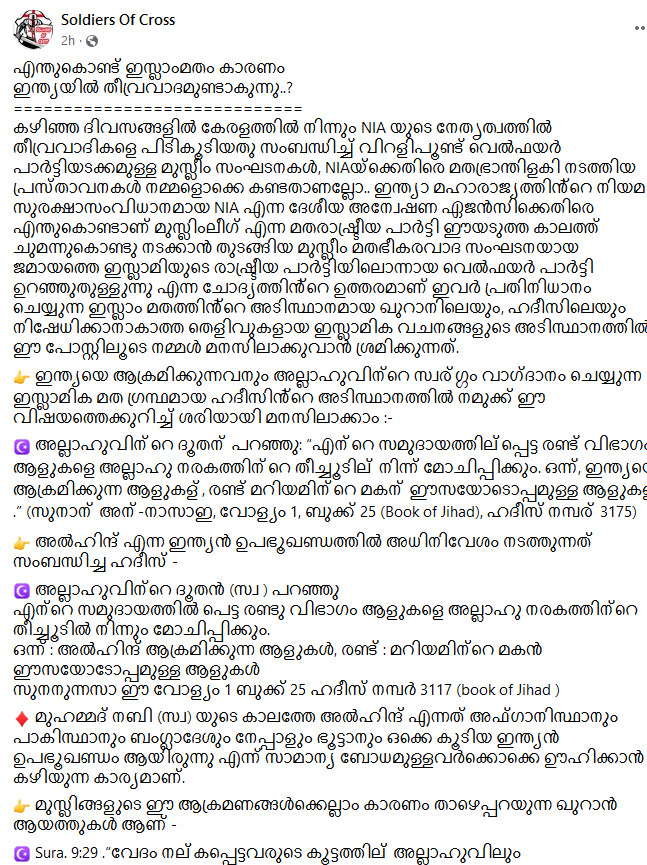 Soldiers Of Cross
2h ·
എന്തുകൊണ്ട് ഇസ്ലാംമതം കാരണം
ഇന്ത്യയിൽ തീവ്രവാദമുണ്ടാകുന്നു..?
==============================
കഴിഞ്ഞ ദിവസങ്ങളിൽ കേരളത്തിൽ നിന്നും NIA യുടെ നേതൃത്വത്തിൽ
തീവ്രവാദികളെ പിടികൂടിയതു സംബന്ധിച്ച് വിറളിപൂണ്ട് വെൽഫയർ
പാർട്ടിയടക്കമുള്ള മുസ്ലീം സംഘടനകൾ, NIAയ്ക്കെതിരെ മതഭ്രാന്തിളകി നടത്തിയ
പ്രസ്താവനകൾ നമ്മളൊക്കെ കണ്ടതാണല്ലോ.. ഇന്ത്യാ മഹാരാജ്യത്തിൻ്റെ നിയമ
സുരക്ഷാസംവിധാനമായ NIA എന്ന ദേശീയ അന്വേഷണ ഏജൻസിക്കെതിരെ
എന്തുകൊണ്ടാണ് മുസ്ലിംലീഗ് എന്ന മതരാഷ്ട്രീയ പാർട്ടി ഈയടുത്ത കാലത്ത്
ചുമന്നുകൊണ്ടു നടക്കാൻ തുടങ്ങിയ മുസ്ലീം മതഭീകരവാദ സംഘടനയായ
ജമായത്തെ ഇസ്ലാമിയുടെ രാഷ്ട്രീയ പാർട്ടിയിലൊന്നായ വെൽഫയർ പാർട്ടി
ഉറഞ്ഞുതുള്ളുന്നു എന്ന ചോദ്യത്തിൻ്റെ ഉത്തരമാണ് ഇവർ പ്രതിനിധാനം
ചെയ്യുന്ന ഇസ്ലാം മതത്തിൻ്റെ അടിസ്ഥാനമായ ഖുറാനിലെയും, ഹദീസിലെയും
നിഷേധിക്കാനാകാത്ത തെളിവുകളായ ഇസ്ലാമിക വചനങ്ങളുടെ അടിസ്ഥാനത്തിൽ
ഈ പോസ്റ്റിലൂടെ നമ്മൾ മനസിലാക്കുവാൻ ശ്രമിക്കുന്നത്.
👉 ഇന്ത്യയെ ആക്രമിക്കുന്നവനും അല്ലാഹുവിന്റെ സ്വര്ഗ്ഗം വാഗ്ദാനം ചെയ്യുന്ന
ഇസ്ലാമിക മത ഗ്രന്ഥമായ ഹദീസിൻ്റെ അടിസ്ഥാനത്തിൽ നമുക്ക് ഈ
വിഷയത്തെക്കുറിച്ച് ശരിയായി മനസിലാക്കാം :-
☪️ അല്ലാഹുവിന് റെ ദൂതന് പറഞ്ഞു: “എന് റെ സമുദായത്തില് പ്പെട്ട രണ്ട് വിഭാഗം
ആളുകളെ അല്ലാഹു നരകത്തിന് റെ തീച്ചൂടില് നിന്ന് മോചിപ്പിക്കും. ഒന്ന്, ഇന്ത്യയെ
ആക്രമിക്കുന്ന ആളുകള് , രണ്ട് മറിയമിന് റെ മകന് ഈസയോടൊപ്പമുള്ള ആളുകള്
.” (സുനാന് അന് -നാസാഇ, വോള്യം 1, ബുക്ക് 25 (Book of Jihad), ഹദീസ് നമ്പര് 3175)
👉 അൽഹിന്ദ് എന്ന ഇന്ത്യൻ ഉപഭൂഖണ്ഡത്തിൽ അധിനിവേശം നടത്തുന്നത്
സംബന്ധിച്ച ഹദീസ് -
☪️ അല്ലാഹുവിന്റെ ദൂതൻ (സ്വ ) പറഞ്ഞു
എന്റെ സമുദായത്തിൽ പെട്ട രണ്ടു വിഭാഗം ആളുകളെ അല്ലാഹു നരകത്തിന്റെ
തീച്ചൂടിൽ നിന്നും മോചിപ്പിക്കും.
ഒന്ന് : അൽഹിന്ദ് ആക്രമിക്കുന്ന ആളുകൾ, രണ്ട് : മറിയമിന്റെ മകൻ
ഈസയോടോപ്പമുള്ള ആളുകൾ
സുനനുന്നസാ ഈ വോള്യം 1 ബുക്ക് 25 ഹദീസ് നമ്പർ 3117 (book of Jihad )
♦️ മുഹമ്മദ് നബി (സ്വ) യുടെ കാലത്തേ അൽഹിന്ദ് എന്നത് അഫ്ഗാനിസ്ഥാനും
പാകിസ്ഥാനും ബംഗ്ലാദേശും നേപ്പാളും ഭൂട്ടാനും ഒക്കെ കൂടിയ ഇന്ത്യൻ
ഉപഭൂഖണ്ഡം ആയിരുന്നു എന്ന് സാമാന്യ ബോധമുള്ളവർക്കൊക്കെ ഊഹിക്കാൻ
കഴിയുന്ന കാര്യമാണ്.
👉 മുസ്ലിങ്ങളുടെ ഈ ആക്രമണങ്ങൾക്കെല്ലാം കാരണം താഴെപ്പറയുന്ന ഖുറാൻ
ആയത്തുകൾ ആണ് -
☪️ Sura. 9:29 .“വേദം നല് കപ്പെട്ടവരുടെ കൂട്ടത്തില് അല്ലാഹുവിലും